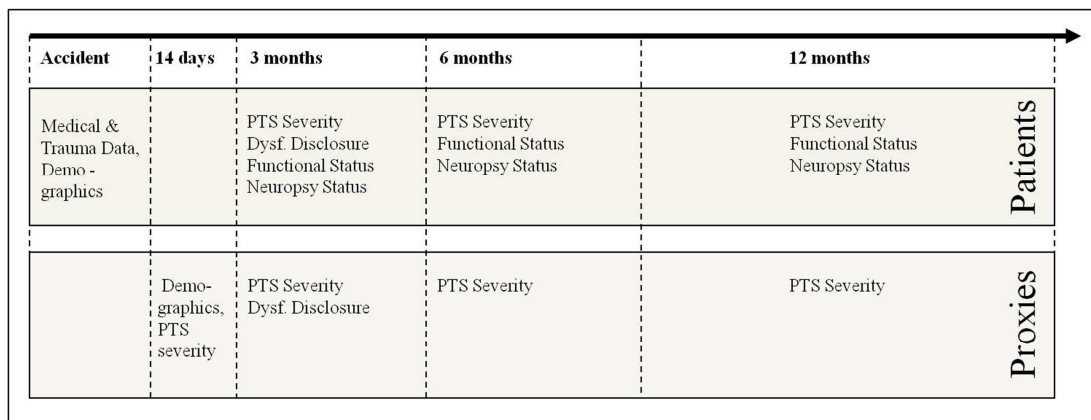 Accident
14 days
3 months
6 months
12 months
Medical &
Trauma Data,
Demo -
graphics
PTS Severity
Dysf. Disclosure
Functional Status
Neuropsy Status
PTS Severity
Functional Status
Neuropsy Status
PTS Severity
Functional Status
Neuropsy Status
Patients
Demo-
graphics,
PTS
severity
PTS Severity
Dysf. Disclosure
PTS Severity
PTS Severity
Proxies